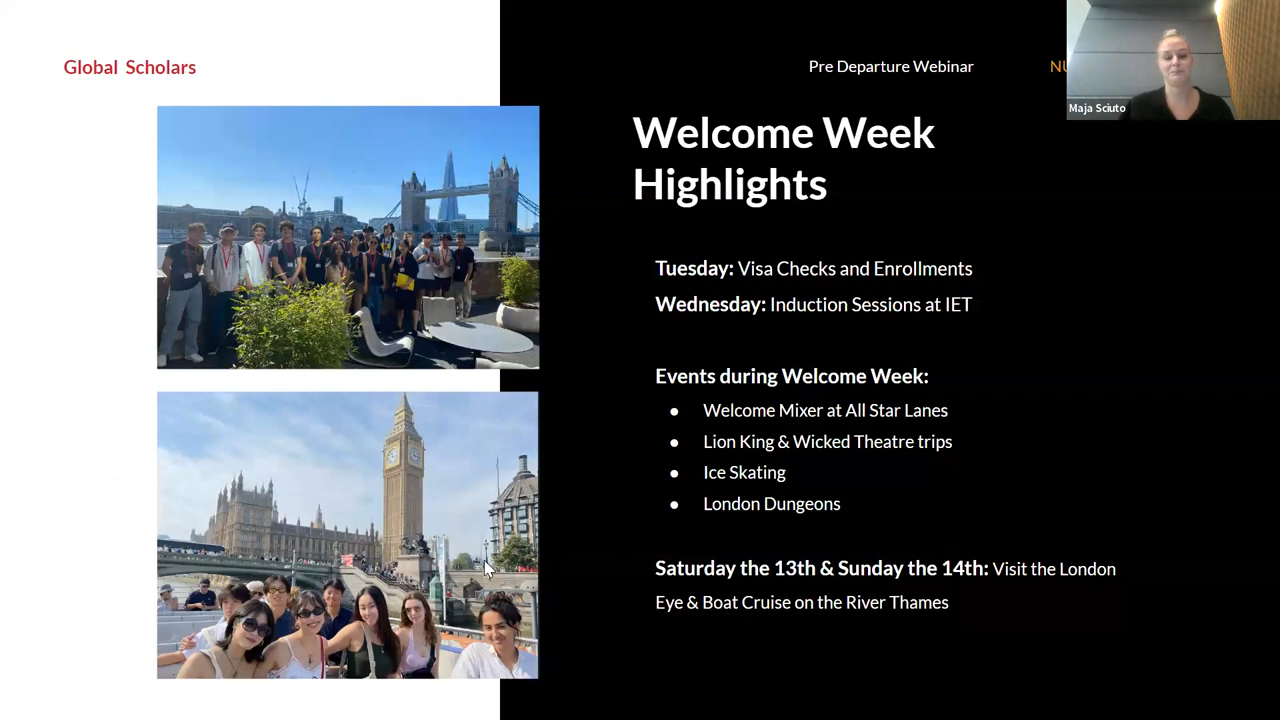 Global Scholars
Pre Departure Webinar
Maja Sciuto
Welcome Week
Highlights
Tuesday: Visa Checks and Enrollments
Wednesday: Induction Sessions at IET
Events during Welcome Week:
● Welcome Mixer at All Star Lanes
● Lion King & Wicked Theatre trips
● Ice Skating
● London Dungeons
Saturday the 13th & Sunday the 14th: Visit the London
Eye & Boat Cruise on the River Thames